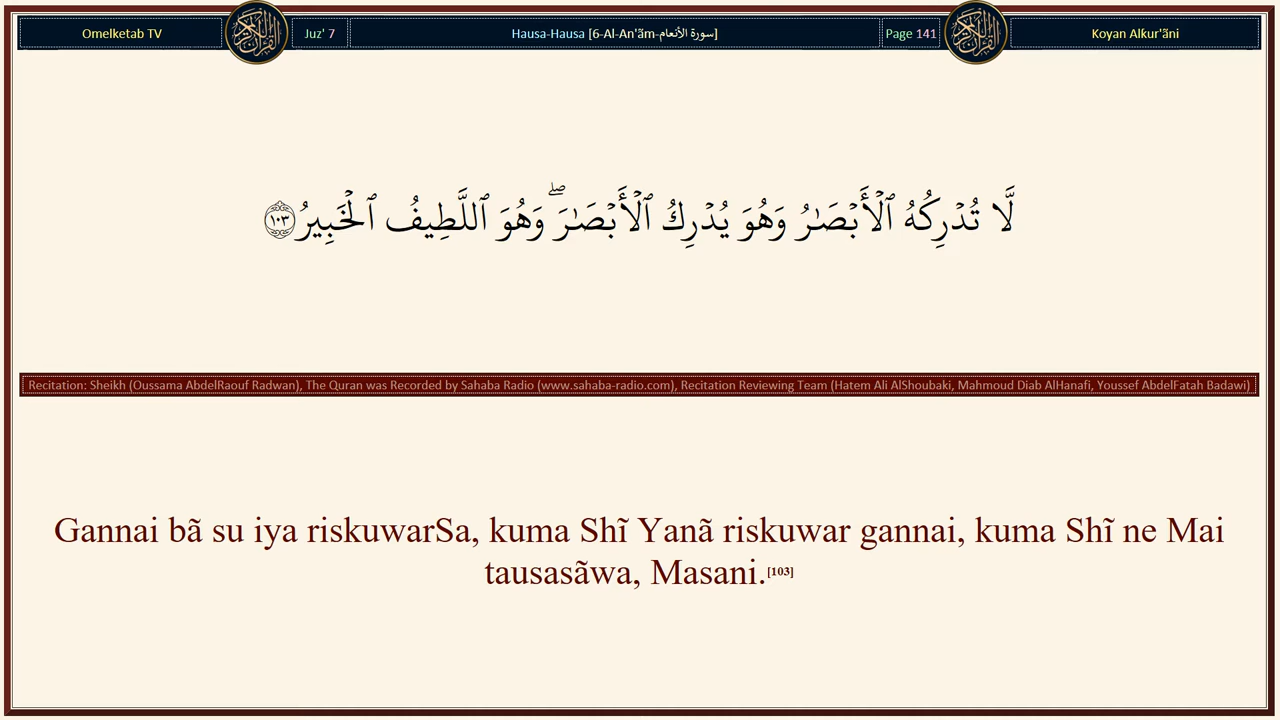 Omelketab TV
Juz' 7
Hausa-Hausa [6-Al-An'ãm-سورة الأنعام]
Page 141
Koyan Alƙur'ãni
لَّا تُدۡرِكُهُ ٱلۡأَبۡصَٰرُ وَهُوَ يُدۡرِكُ ٱلۡأَبۡصَٰرَۖ وَهُوَ ٱللَّطِيفُ ٱلۡخَبِيرُ ١٠٣
Recitation: Sheikh (Oussama AbdelRaouf Radwan), The Quran was Recorded by Sahaba Radio (www.sahaba-radio.com), Recitation Reviewing Team (Hatem Ali AlShoubaki, Mahmoud Diab AlHanafi, Youssef AbdelFatah Badawi)
Gannai bã su iya riskuwarSa, kuma Shĩ Yanã riskuwar gannai, kuma Shĩ ne Mai
tausasãwa, Masani.[103]